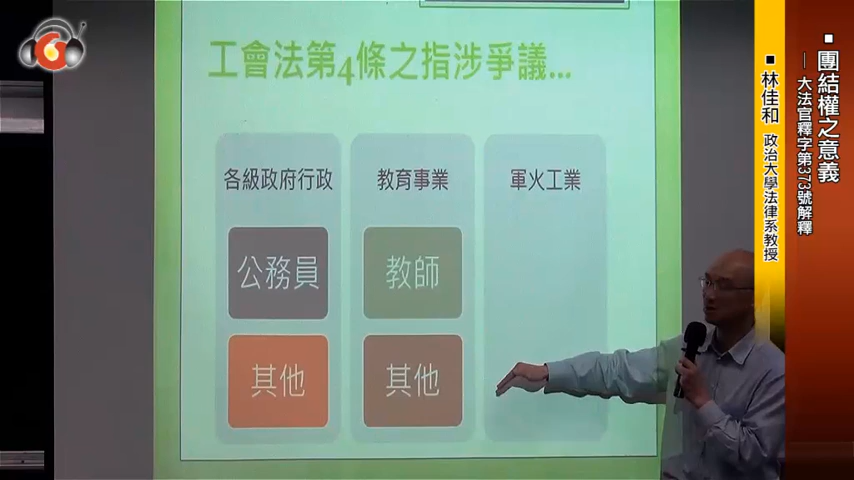 工會法第4條之指涉爭議...
各級政府行政
教育事業
軍火工業
公務員
教師
其他
其他
■ 團結權之意義
— 大法官釋字第373號解釋
■ 林佳和 政治大學法律系教授